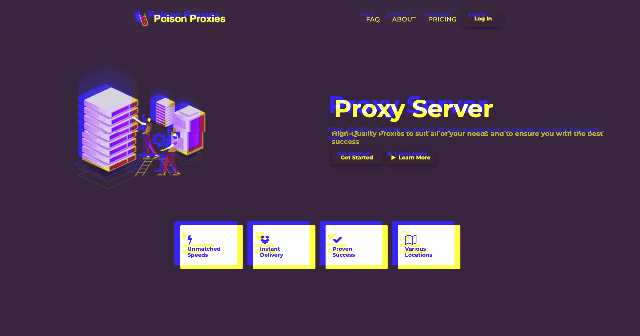 Poison Proxies
FAQ ABOUT PRICING Log In
Proxy Server
High-Quality Proxies to suit all of your needs and to ensure you with the best
success
Get Started Learn More
Unmatched
Speeds
Instant
Delivery
Proven
Success
Various
Locations